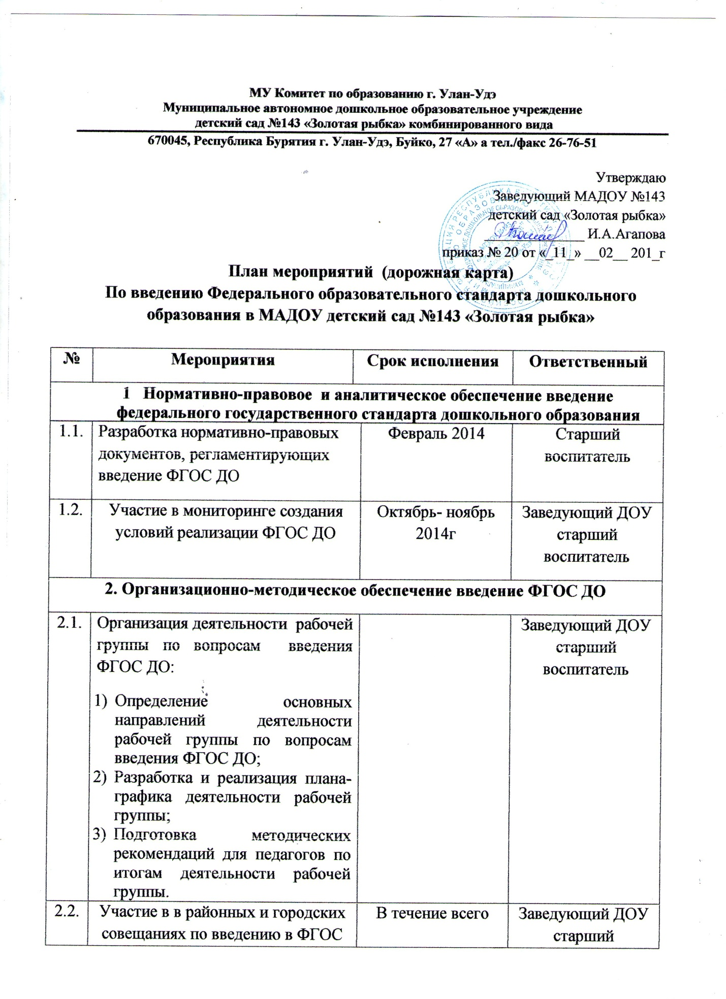 МУ Комитет по образованию г. Улан-Удэ
Муниципальное автономное дошкольное образовательное учреждение
детский сад №143 «Золотая рыбка» комбинированного вида
670045, Республика Бурятия г. Улан-Удэ, Буйко, 27 «А» а тел./факс 26-76-51
Утверждаю
Заведующий МАДОУ №143
детский сад «Золотая рыбка»
______________ И.А.Агапова
приказ № 20 от «_11_» __02__ 201_г
План мероприятий (дорожная карта)
По введению Федерального образовательного стандарта дошкольного
образования в МАДОУ детский сад №143 «Золотая рыбка»
№ Мероприятия Срок исполнения Ответственный
1 Нормативно-правовое и аналитическое обеспечение введение
федерального государственного стандарта дошкольного образования
1.1. Разработка нормативно-правовых Февраль 2014 Старший
документов, регламентирующих воспитатель
введение ФГОС ДО
1.2. Участие в мониторинге создания Октябрь- ноябрь Заведующий ДОУ
условий реализации ФГОС ДО 2014г старший
воспитатель
2. Организационно-методическое обеспечение введение ФГОС ДО
2.1. Организация деятельности рабочей Заведующий ДОУ
группы по вопросам введения старший
ФГОС ДО: воспитатель
1) Определение основных
направлений деятельности
рабочей группы по вопросам
введения ФГОС ДО;
2) Разработка и реализация плана-
графика деятельности рабочей
группы;
3) Подготовка методических
рекомендаций для педагогов по
итогам деятельности рабочей
группы.
2.2. Участие в в районных и городских В течение всего Заведующий ДОУ
совещаниях по введению в ФГОС старший